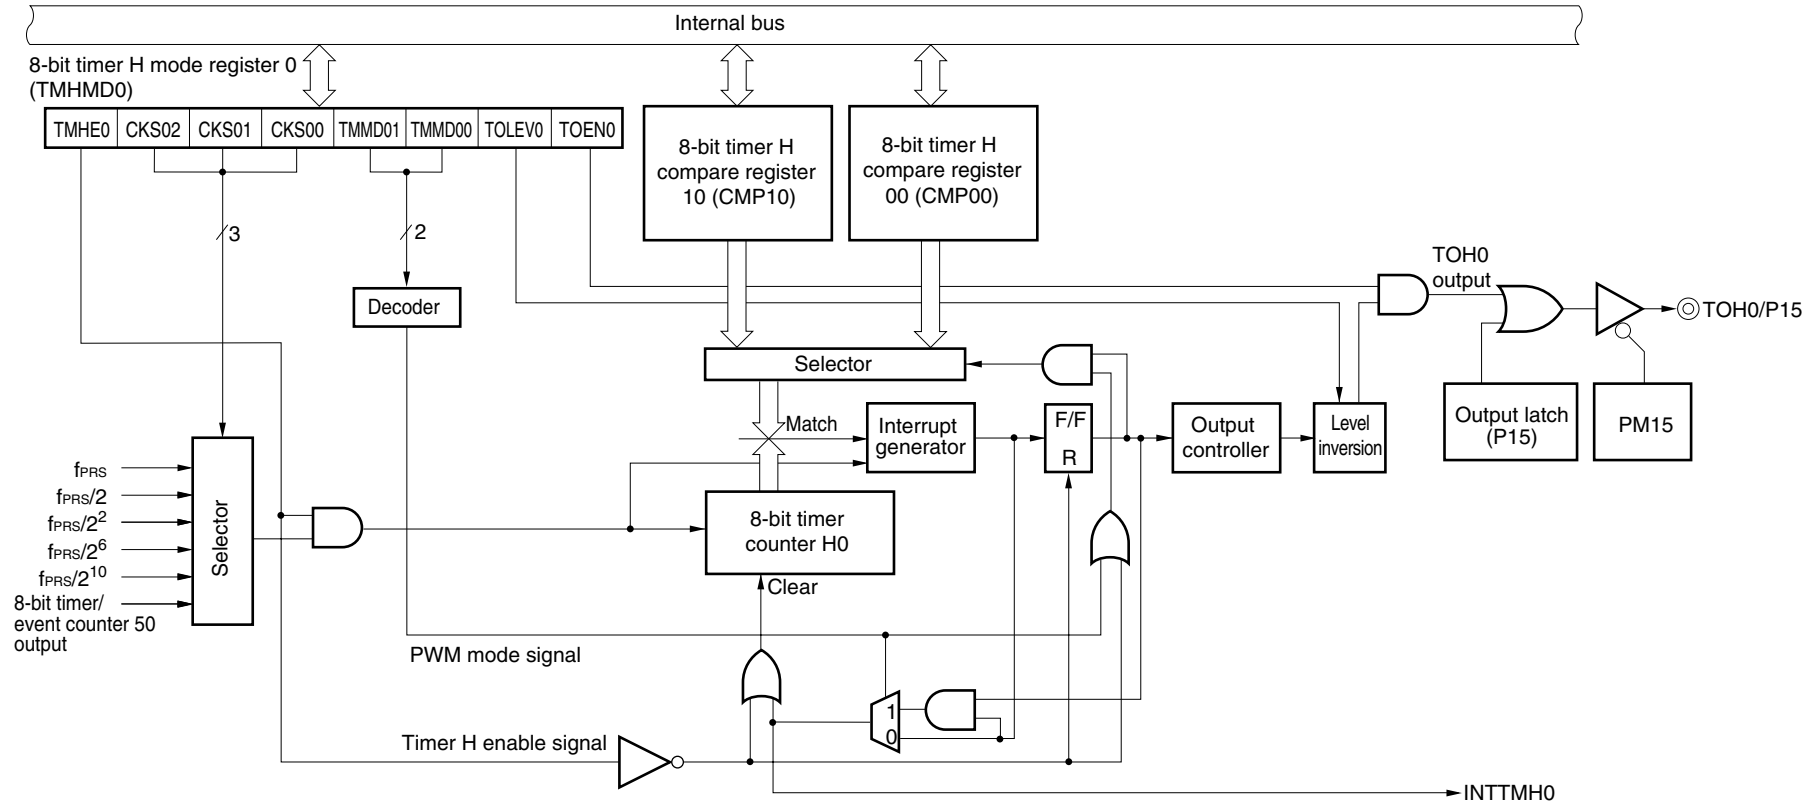 Internal bus
8-bit timer H mode register 0
(TMHMD0)
TMHE0 CKS02 CKS01 CKS00 TMMD01 TMMD00 TOLEV0 TOEN0
8-bit timer H
compare register
10 (CMP10)
8-bit timer H
compare register
00 (CMP00)
3
2
Decoder
TOH0
output
TOH0/P15
Selector
Match
Interrupt
generator
F/F
R
Output
controller
Level
inversion
Output latch
(P15)
PM15
fPRS
fPRS/2
fPRS/2²
fPRS/2⁶
fPRS/2¹⁰
8-bit timer/
event counter 50
output
Selector
8-bit timer
counter H0
Clear
PWM mode signal
1
0
Timer H enable signal
INTTMH0